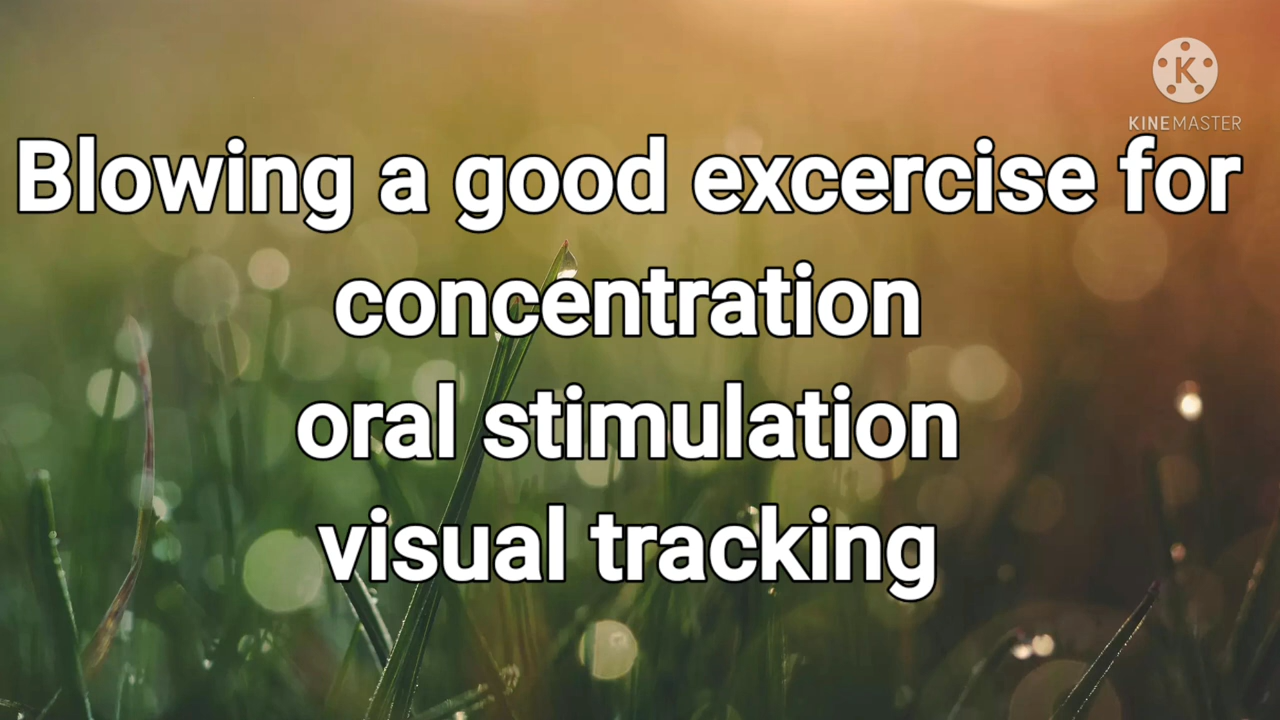 K
KINEMASTER
Blowing a good excercise for
concentration
oral stimulation
visual tracking